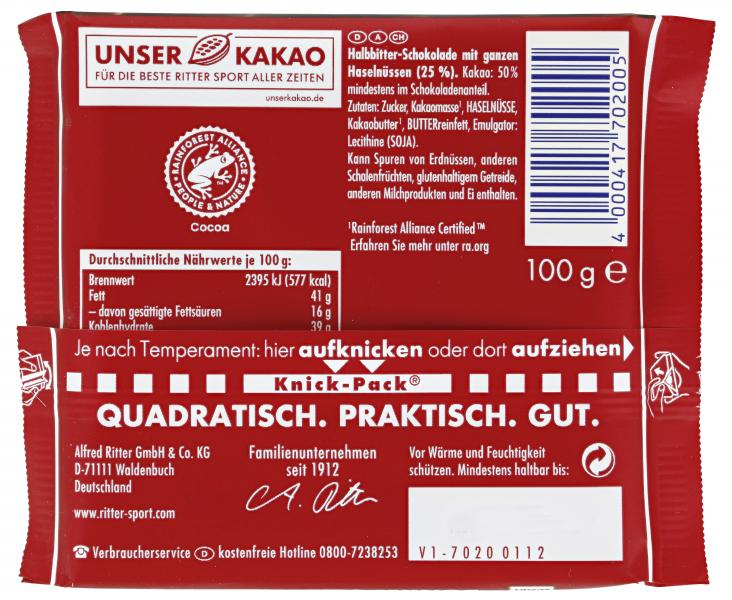 UNSER KAKAO
FÜR DIE BESTE RITTER SPORT ALLER ZEITEN
unserkakao.de
RAINFOREST ALLIANCE
PEOPLE & NATURE
TM
Cocoa
D A CH
Halbbitter-Schokolade mit ganzen
Haselnüssen (25 %). Kakao: 50%
mindestens im Schokoladenanteil.
Zutaten: Zucker, Kakaomasse¹, HASELNÜSSE,
Kakaobutter¹, BUTTERreinfett, Emulgator:
Lecithine (SOJA).
Kann Spuren von Erdnüssen, anderen
Schalenfrüchten, glutenhaltigem Getreide,
anderen Milchprodukten und Ei enthalten.
¹Rainforest Alliance Certified™
Erfahren Sie mehr unter ra.org
4 000417 702005
100 g ℮
Durchschnittliche Nährwerte je 100 g:
Brennwert 2395 kJ (577 kcal)
Fett 41 g
– davon gesättigte Fettsäuren 16 g
Kohlenhydrate 39 g
Je nach Temperament: hier aufknicken oder dort aufziehen
Knick-Pack®
QUADRATISCH. PRAKTISCH. GUT.
Alfred Ritter GmbH & Co. KG
D-71111 Waldenbuch
Deutschland
www.ritter-sport.com
Familienunternehmen
seit 1912
Vor Wärme und Feuchtigkeit
schützen. Mindestens haltbar bis:
Verbraucherservice D kostenfreie Hotline 0800-7238253
V1-7020 0112